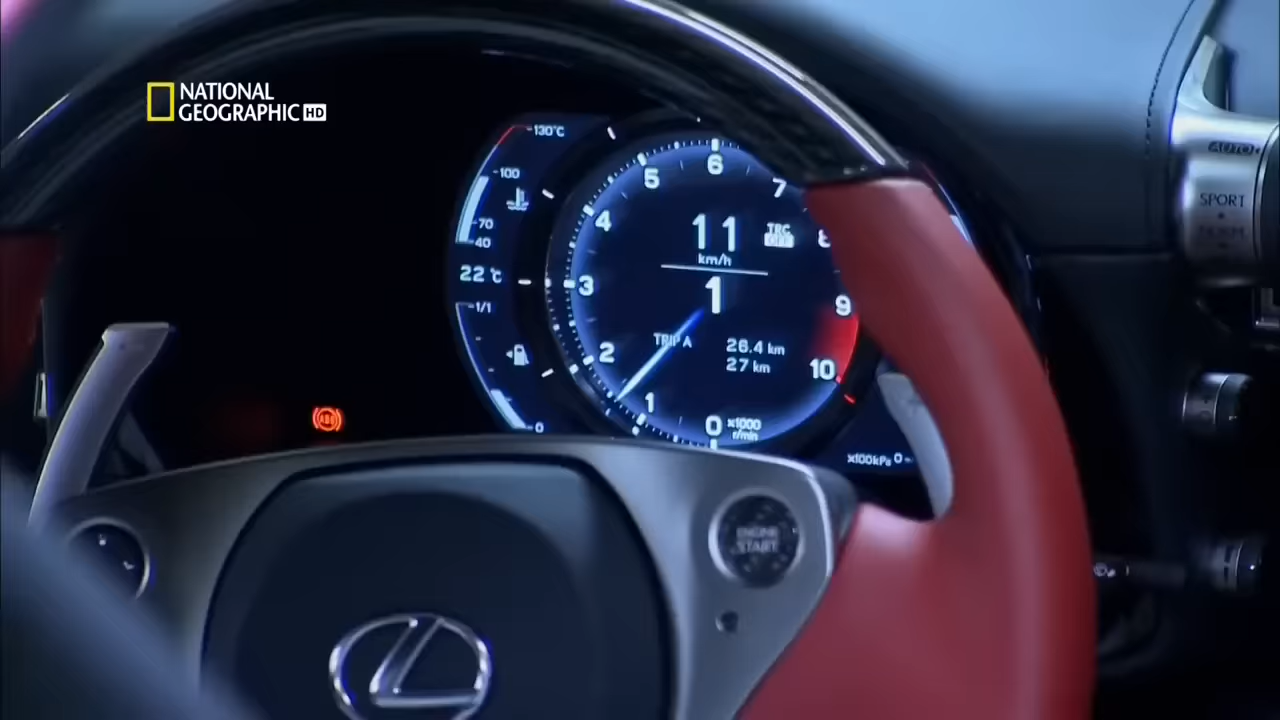 NATIONAL
GEOGRAPHIC HD
130°C
100
70
40
22 °C
1/1
0
6
5
7
4
3
9
2
10
1
0
11
km/h
TRC
OFF
1
TRIP A
26.4 km
27 km
x1000
r/min
x100kPa 0
ABS
AUTO
SPORT
ENGINE
START